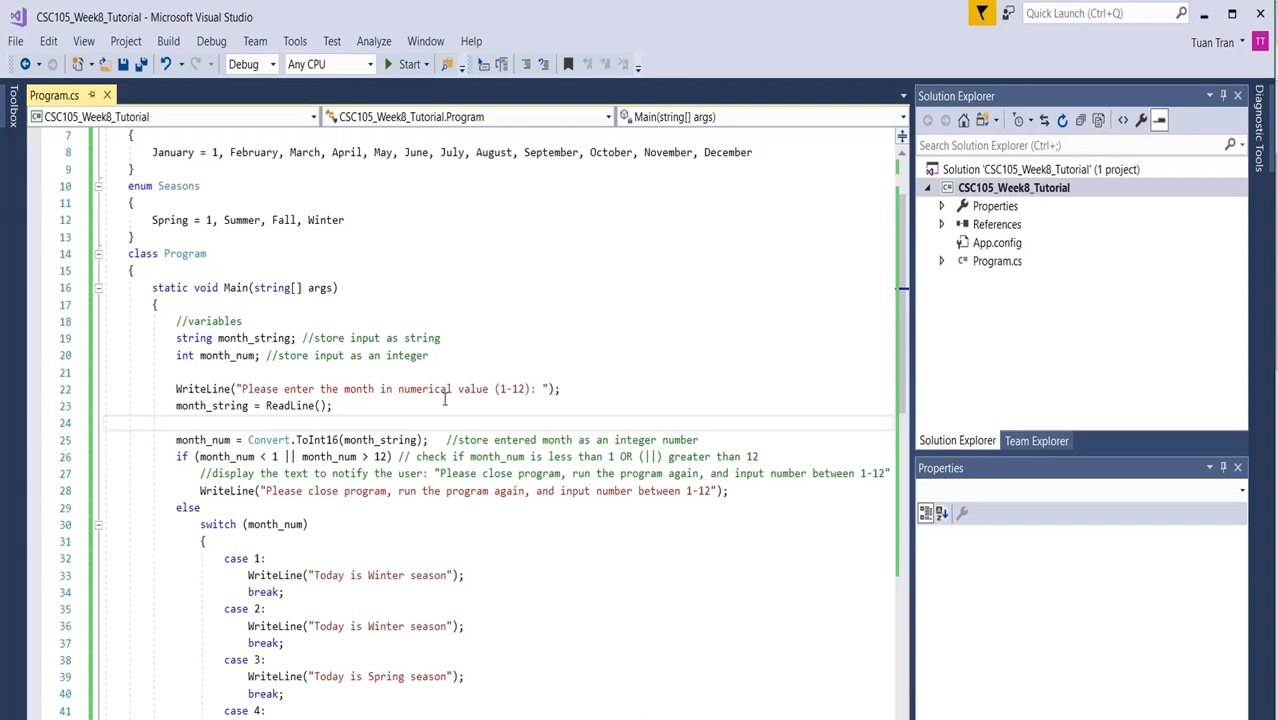 CSC105_Week8_Tutorial - Microsoft Visual Studio
Quick Launch (Ctrl+Q)
File Edit View Project Build Debug Team Tools Test Analyze Window Help
Tuan Tran TT
Debug Any CPU Start
Toolbox
Program.cs
CSC105_Week8_Tutorial CSC105_Week8_Tutorial.Program Main(string[] args)
7 {
8 January = 1, February, March, April, May, June, July, August, September, October, November, December
9 }
10 enum Seasons
11 {
12 Spring = 1, Summer, Fall, Winter
13 }
14 class Program
15 {
16 static void Main(string[] args)
17 {
18 //variables
19 string month_string; //store input as string
20 int month_num; //store input as an integer
21
22 WriteLine("Please enter the month in numerical value (1-12): ");
23 month_string = ReadLine();
24
25 month_num = Convert.ToInt16(month_string); //store entered month as an integer number
26 if (month_num < 1 || month_num > 12) // check if month_num is less than 1 OR (||) greater than 12
27 //display the text to notify the user: "Please close program, run the program again, and input number between 1-12"
28 WriteLine("Please close program, run the program again, and input number between 1-12");
29 else
30 switch (month_num)
31 {
32 case 1:
33 WriteLine("Today is Winter season");
34 break;
35 case 2:
36 WriteLine("Today is Winter season");
37 break;
38 case 3:
39 WriteLine("Today is Spring season");
40 break;
41 case 4:
Solution Explorer
Search Solution Explorer (Ctrl+;)
Solution 'CSC105_Week8_Tutorial' (1 project)
CSC105_Week8_Tutorial
Properties
References
App.config
Program.cs
Solution Explorer Team Explorer
Properties
Diagnostic Tools